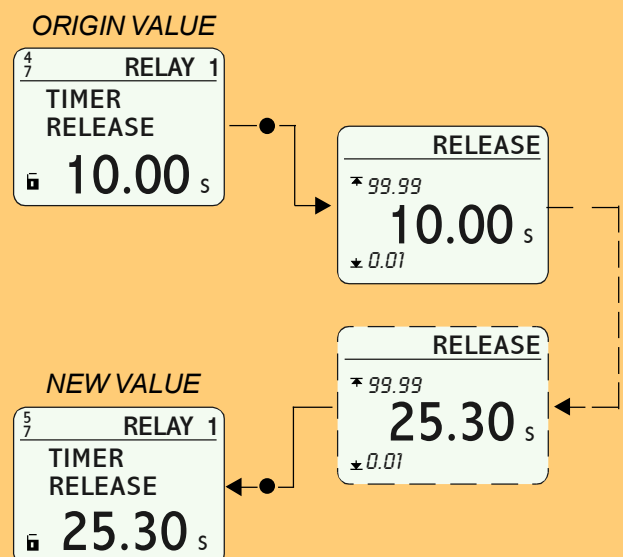 ORIGIN VALUE
4/7 RELAY 1
TIMER
RELEASE
10.00 s
RELEASE
99.99
10.00 s
0.01
RELEASE
99.99
25.30 s
0.01
NEW VALUE
5/7 RELAY 1
TIMER
RELEASE
25.30 s